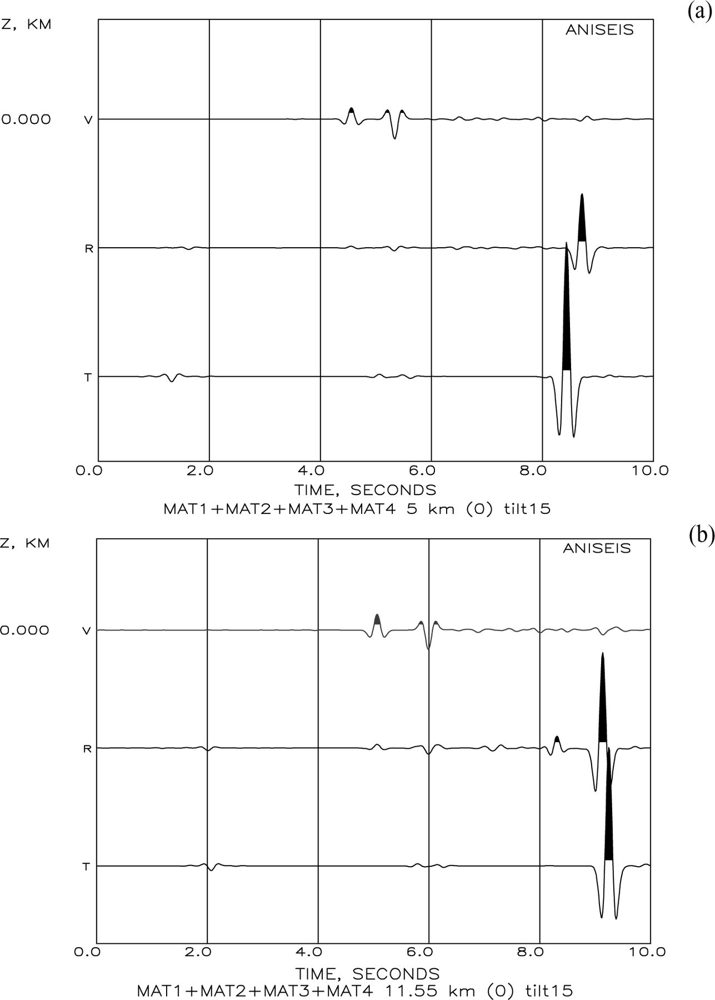 (a)
Z, KM
ANISEIS
0.000 V
R
T
0.0 2.0 4.0 6.0 8.0 10.0
TIME, SECONDS
MAT1+MAT2+MAT3+MAT4 5 km (0) tilt15
(b)
Z, KM
ANISEIS
0.000 V
R
T
0.0 2.0 4.0 6.0 8.0 10.0
TIME, SECONDS
MAT1+MAT2+MAT3+MAT4 11.55 km (0) tilt15